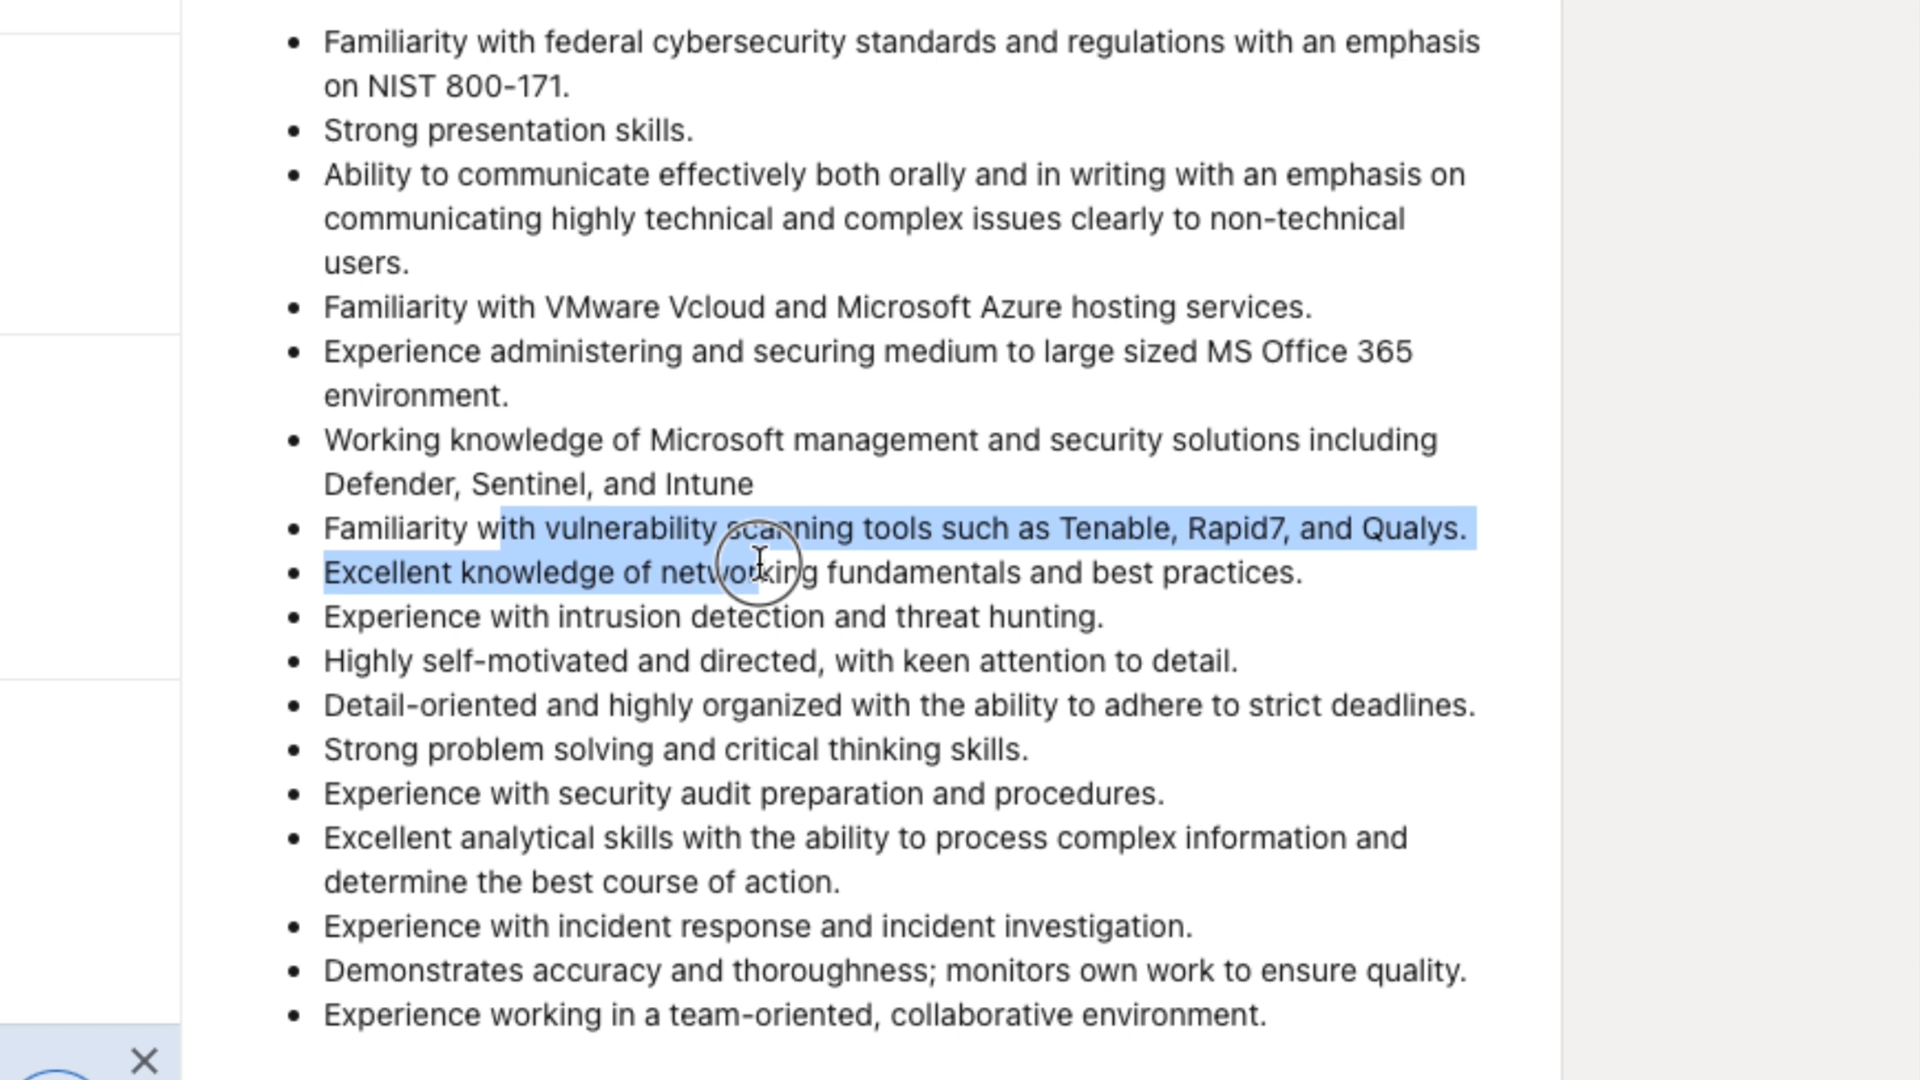 Familiarity with federal cybersecurity standards and regulations with an emphasis
on NIST 800-171.
Strong presentation skills.
Ability to communicate effectively both orally and in writing with an emphasis on
communicating highly technical and complex issues clearly to non-technical
users.
Familiarity with VMware Vcloud and Microsoft Azure hosting services.
Experience administering and securing medium to large sized MS Office 365
environment.
Working knowledge of Microsoft management and security solutions including
Defender, Sentinel, and Intune
Familiarity with vulnerability scanning tools such as Tenable, Rapid7, and Qualys.
Excellent knowledge of networking fundamentals and best practices.
Experience with intrusion detection and threat hunting.
Highly self-motivated and directed, with keen attention to detail.
Detail-oriented and highly organized with the ability to adhere to strict deadlines.
Strong problem solving and critical thinking skills.
Experience with security audit preparation and procedures.
Excellent analytical skills with the ability to process complex information and
determine the best course of action.
Experience with incident response and incident investigation.
Demonstrates accuracy and thoroughness; monitors own work to ensure quality.
Experience working in a team-oriented, collaborative environment.